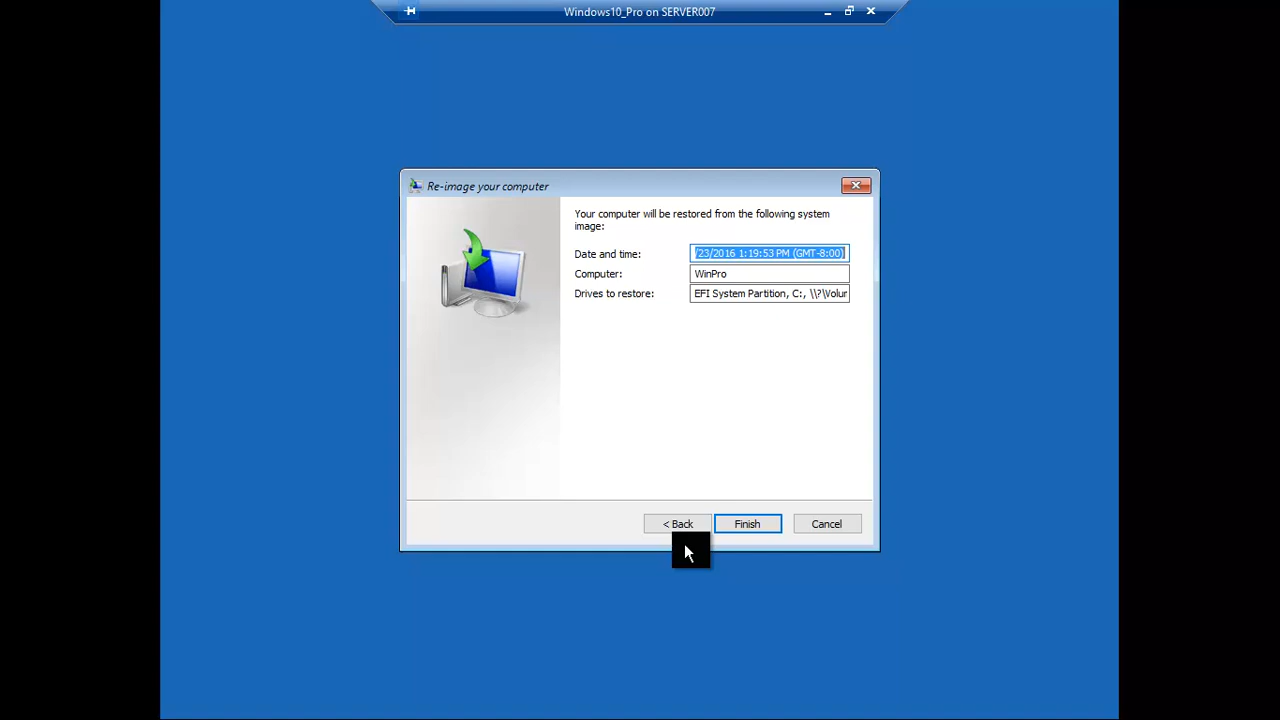 Windows10_Pro on SERVER007
Re-image your computer
Your computer will be restored from the following system
image:
Date and time: /23/2016 1:19:53 PM (GMT-8:00)
Computer: WinPro
Drives to restore: EFI System Partition, C:, \\?\Volur
< Back
Finish
Cancel